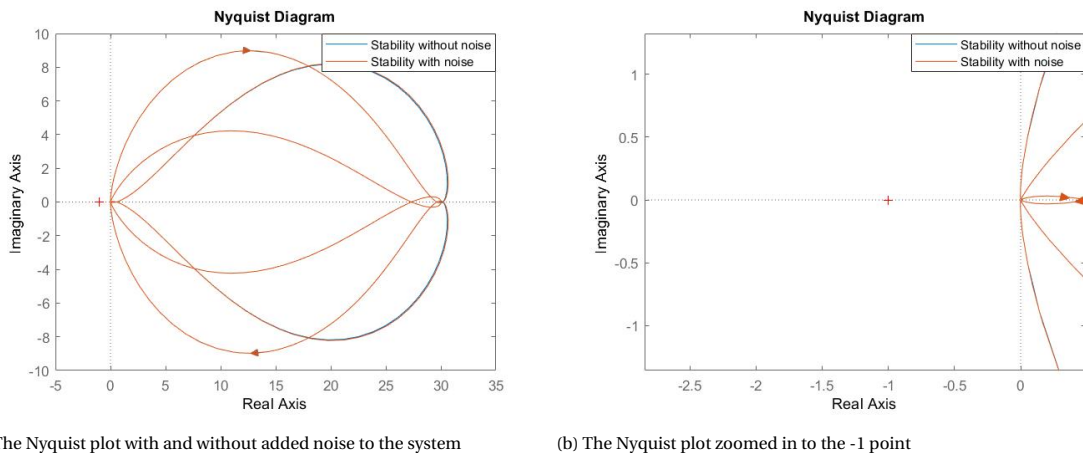 Nyquist Diagram
Stability without noise
Stability with noise
10
8
6
4
2
0
-2
-4
-6
-8
-10
Imaginary Axis
-5 0 5 10 15 20 25 30 35
Real Axis
he Nyquist plot with and without added noise to the system
Nyquist Diagram
Stability without noise
Stability with noise
1
0.5
0
-0.5
-1
Imaginary Axis
-2.5 -2 -1.5 -1 -0.5 0
Real Axis
(b) The Nyquist plot zoomed in to the -1 point